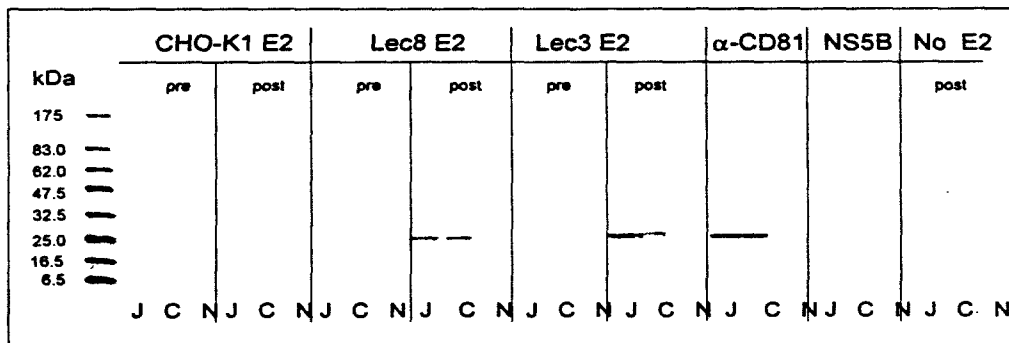 CHO-K1 E2 Lec8 E2 Lec3 E2 α-CD81 NS5B No E2
kDa pre post pre post pre post post
175
83.0
62.0
47.5
32.5
25.0
16.5
6.5
J C N J C N J C N J C N J C N J C N J C N J C N J C N